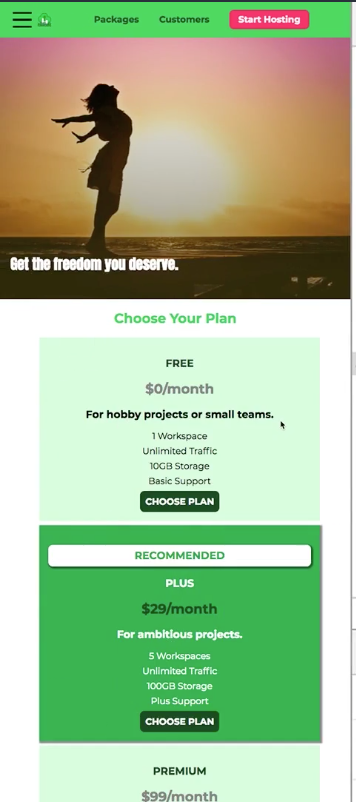 Packages Customers Start Hosting
Get the freedom you deserve.
Choose Your Plan
FREE
$0/month
For hobby projects or small teams.
1 Workspace
Unlimited Traffic
10GB Storage
Basic Support
CHOOSE PLAN
RECOMMENDED
PLUS
$29/month
For ambitious projects.
5 Workspaces
Unlimited Traffic
100GB Storage
Plus Support
CHOOSE PLAN
PREMIUM
$99/month